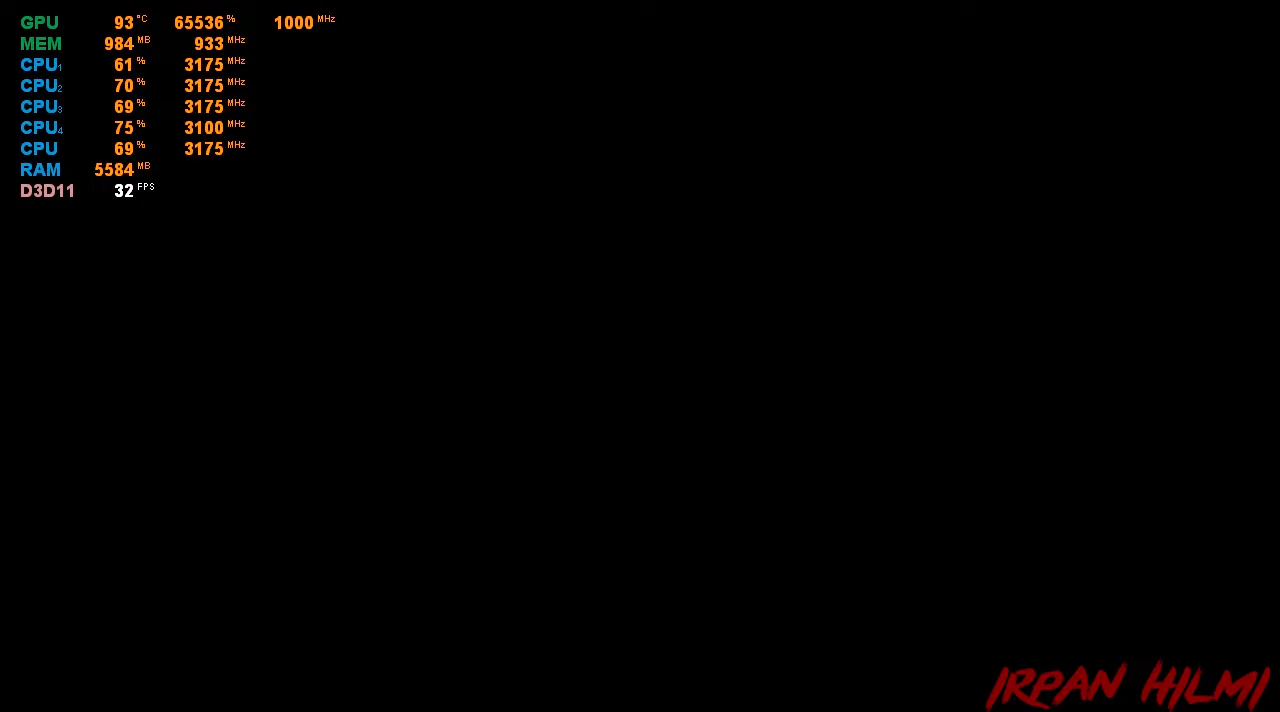 GPU 93 °C 65536 % 1000 MHz
MEM 984 MB 933 MHz
CPU1 61 % 3175 MHz
CPU2 70 % 3175 MHz
CPU3 69 % 3175 MHz
CPU4 75 % 3100 MHz
CPU 69 % 3175 MHz
RAM 5584 MB
D3D11 32 FPS
IRPAN HILMI